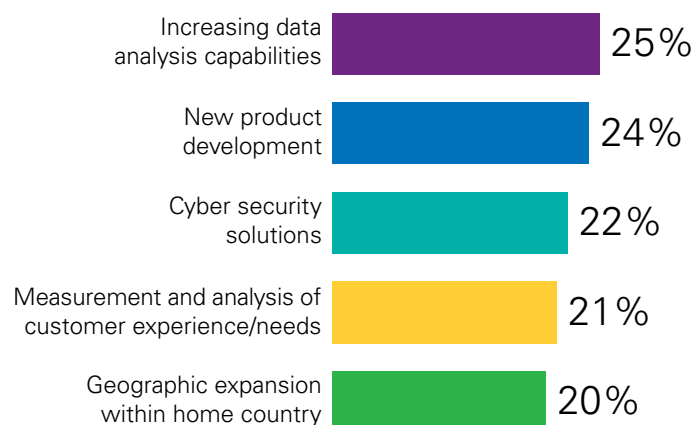 Increasing data
analysis capabilities
25%
New product
development
24%
Cyber security
solutions
22%
Measurement and analysis of
customer experience/needs
21%
Geographic expansion
within home country
20%